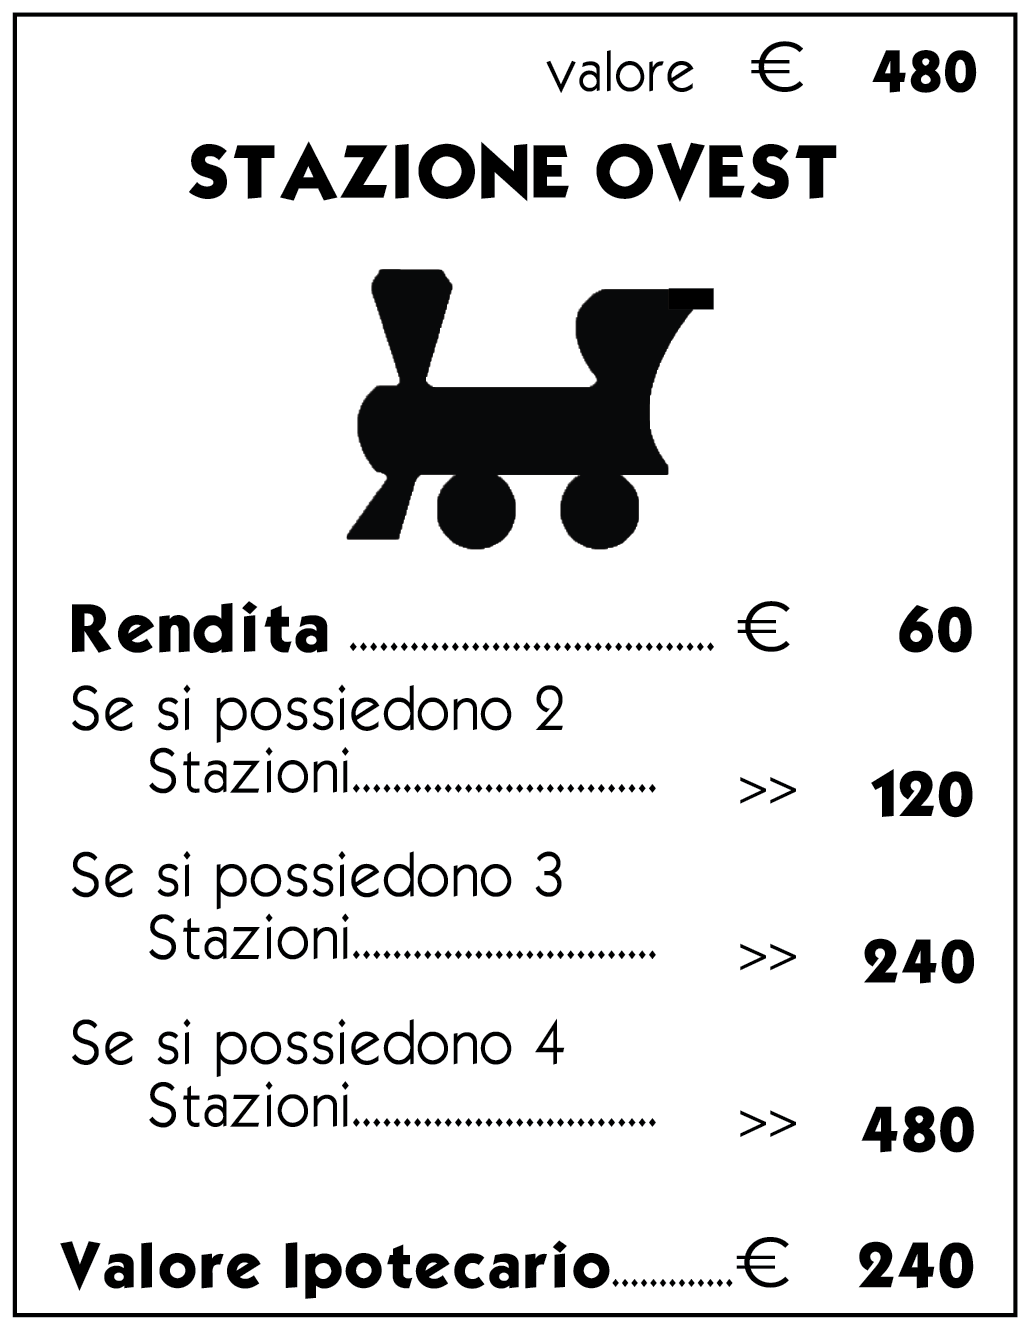 valore € 480
STAZIONE OVEST
Rendita .................................... € 60
Se si possiedono 2
Stazioni.............................. >> 120
Se si possiedono 3
Stazioni.............................. >> 240
Se si possiedono 4
Stazioni.............................. >> 480
Valore Ipotecario............€ 240